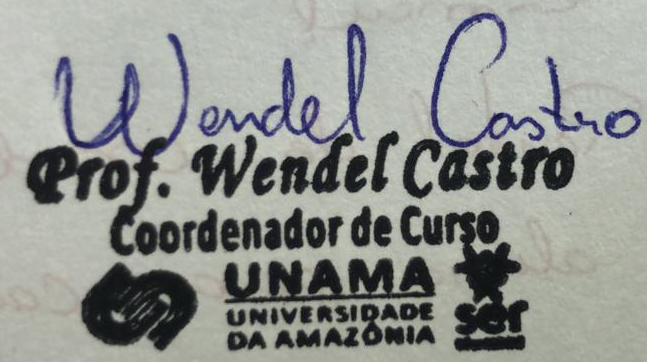 Wendel Castro
Prof. Wendel Castro
Coordenador de Curso
UNAMA
UNIVERSIDADE
DA AMAZÔNIA
ser